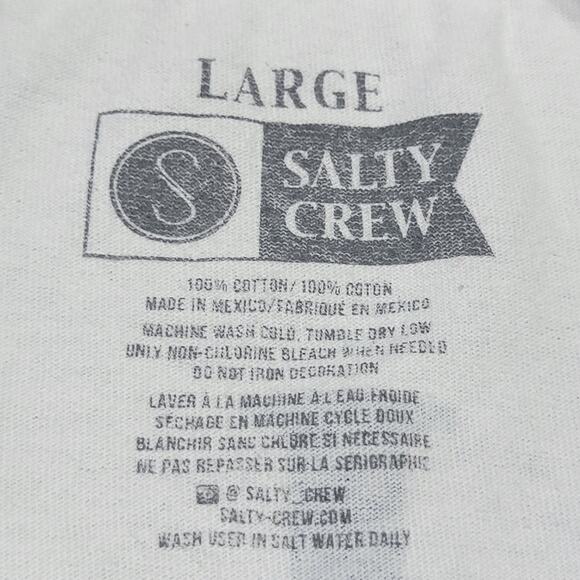 LARGE
S
SALTY
CREW
100% COTTON/100% COTON
MADE IN MEXICO/FABRIQUÉ EN MEXICO
MACHINE WASH COLD, TUMBLE DRY LOW
ONLY NON-CHLORINE BLEACH WHEN NEEDED
DO NOT IRON DECORATION
LAVER À LA MACHINE À L'EAU FROIDE
SÉCHAGE EN MACHINE CYCLE DOUX
BLANCHIR SANS CHLORE SI NÉCESSAIRE
NE PAS REPASSER SUR LA SÉRIGRAPHIE
@ SALTY_CREW
SALTY-CREW.COM
WASH USER IN SALT WATER DAILY